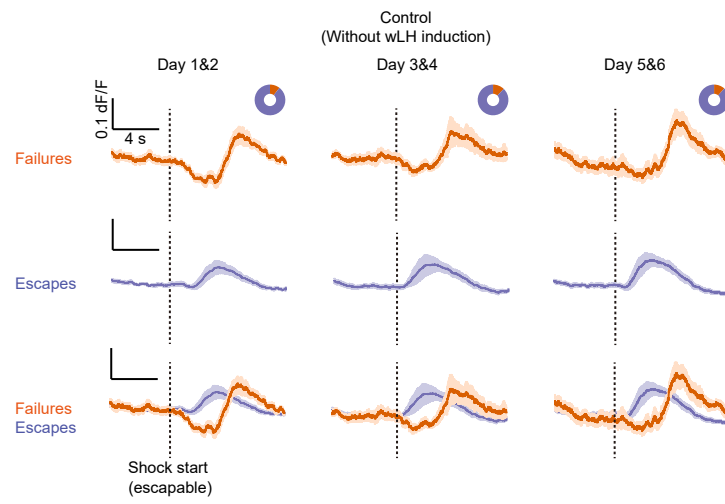 Control
(Without wLH induction)
Day 1&2
Day 3&4
Day 5&6
0.1 dF/F
4 s
Failures
Escapes
Failures
Escapes
Shock start
(escapable)